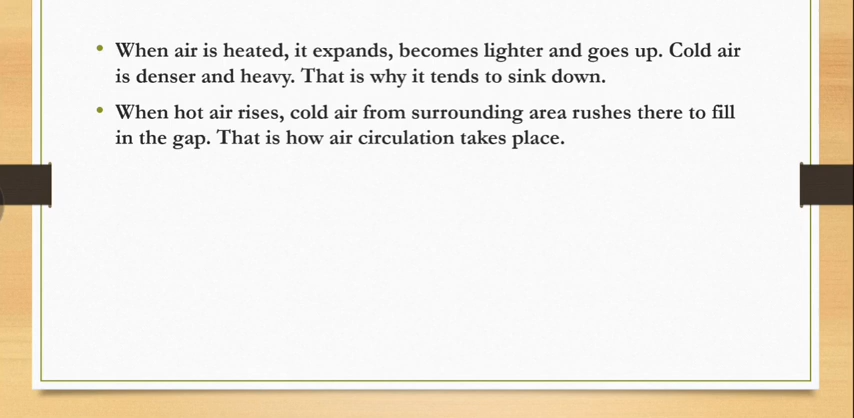 • When air is heated, it expands, becomes lighter and goes up. Cold air
is denser and heavy. That is why it tends to sink down.
• When hot air rises, cold air from surrounding area rushes there to fill
in the gap. That is how air circulation takes place.